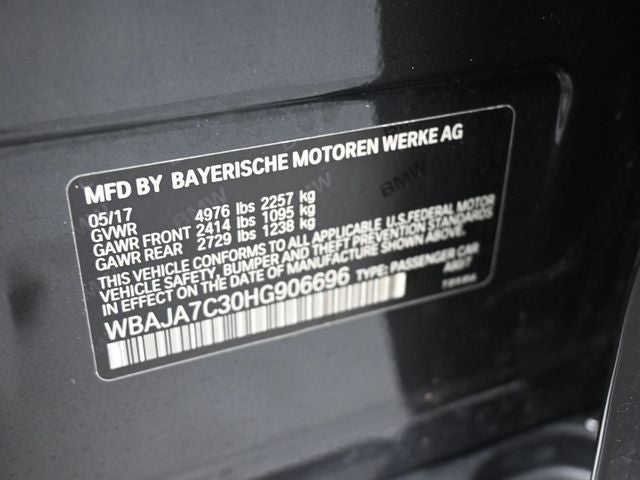 MFD BY BAYERISCHE MOTOREN WERKE AG
05/17
GVWR 4976 lbs 2257 kg
GAWR FRONT 2414 lbs 1095 kg
GAWR REAR 2729 lbs 1238 kg
THIS VEHICLE CONFORMS TO ALL APPLICABLE U.S.FEDERAL MOTOR
VEHICLE SAFETY, BUMPER AND THEFT PREVENTION STANDARDS
IN EFFECT ON THE DATE OF MANUFACTURE SHOWN ABOVE.
WBAJA7C30HG906696 TYPE: PASSENGER CAR
BMW
BMW